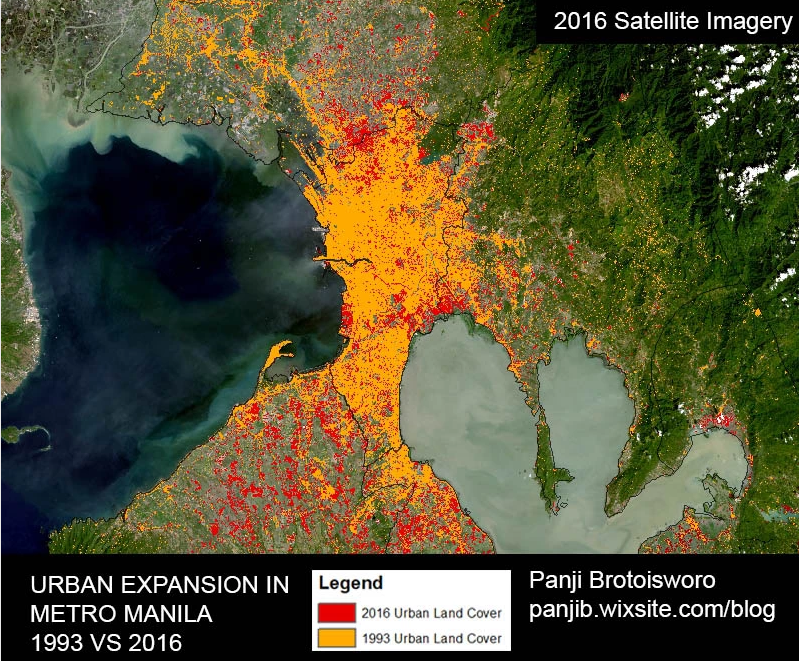 2016 Satellite Imagery
URBAN EXPANSION IN
METRO MANILA
1993 VS 2016
Legend
2016 Urban Land Cover
1993 Urban Land Cover
Panji Brotoisworo
panjib.wixsite.com/blog